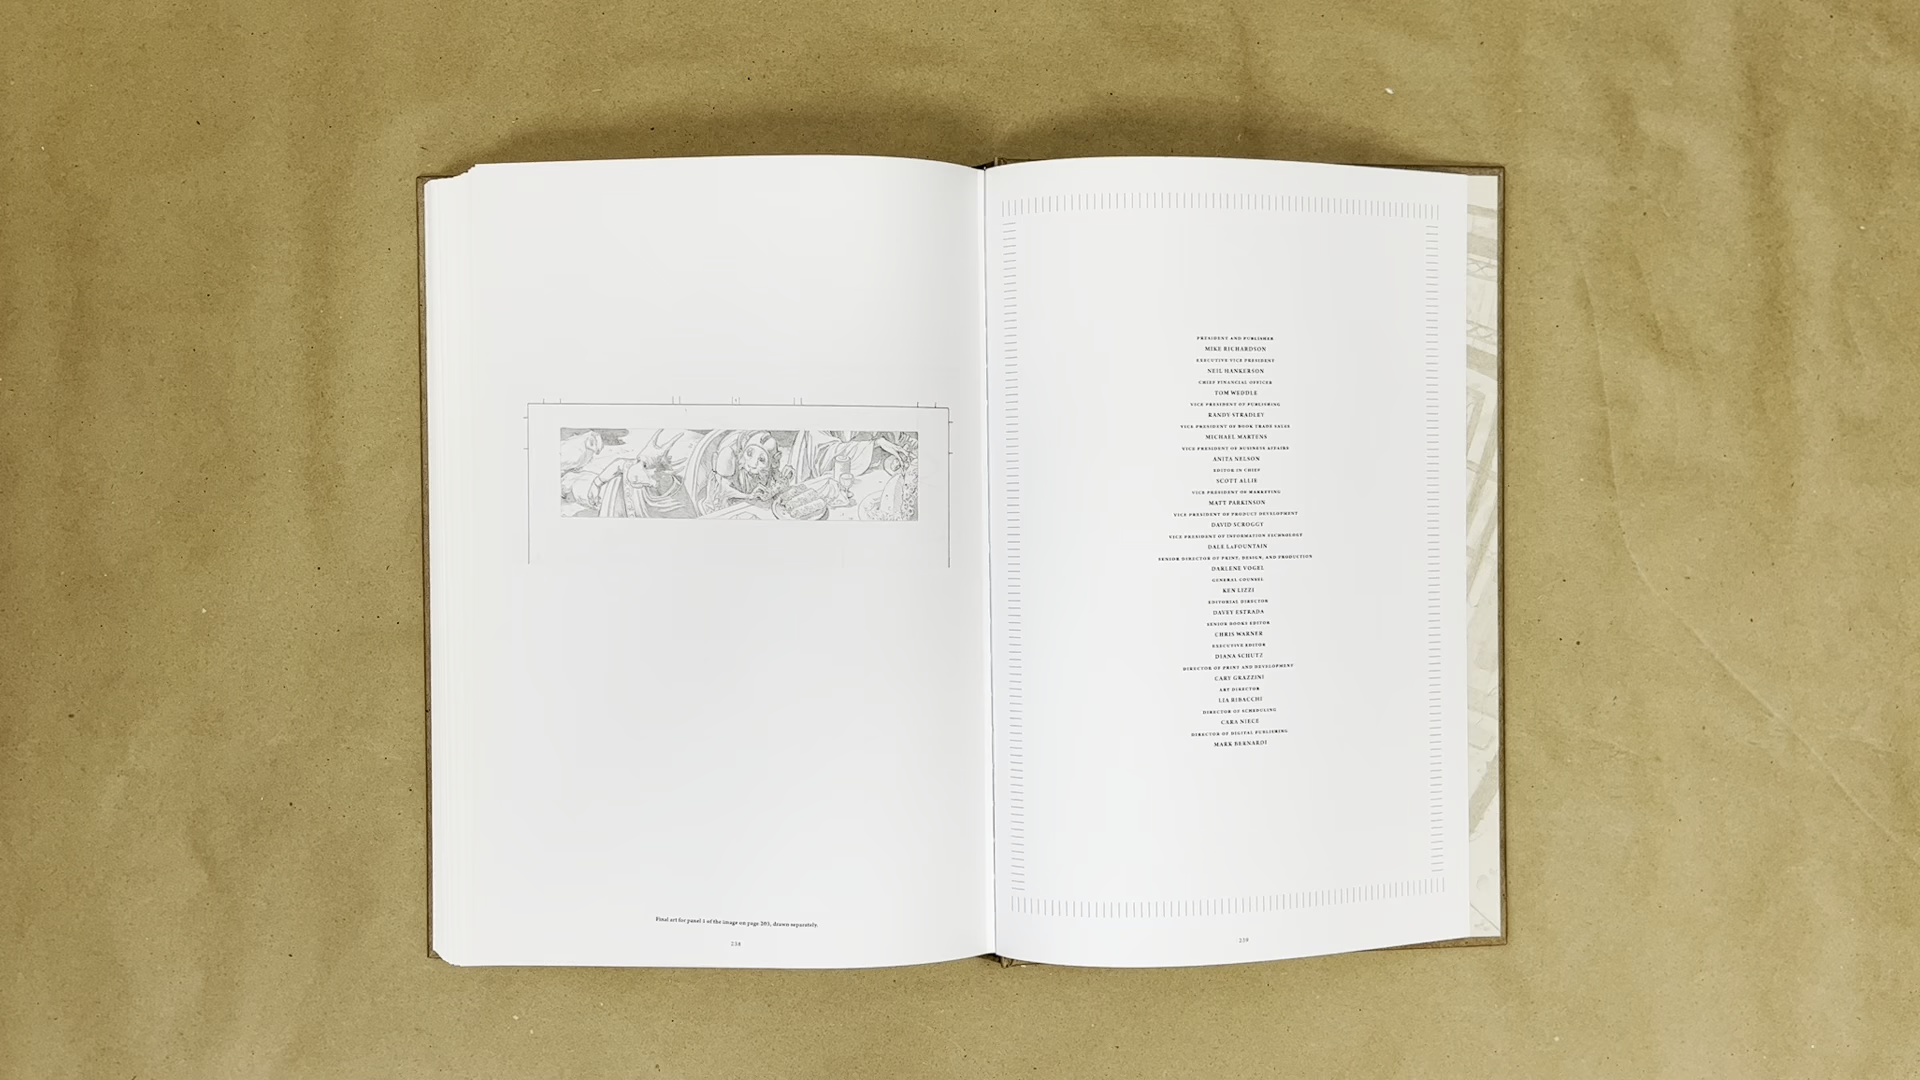 Final art for panel 1 of the image on page 203, drawn separately.
238
PRESIDENT AND PUBLISHER
MIKE RICHARDSON
EXECUTIVE VICE PRESIDENT
NEIL HANKERSON
CHIEF FINANCIAL OFFICER
TOM WEDDLE
VICE PRESIDENT OF PUBLISHING
RANDY STRADLEY
VICE PRESIDENT OF BOOK TRADE SALES
MICHAEL MARTENS
VICE PRESIDENT OF BUSINESS AFFAIRS
ANITA NELSON
EDITOR IN CHIEF
SCOTT ALLIE
VICE PRESIDENT OF MARKETING
MATT PARKINSON
VICE PRESIDENT OF PRODUCT DEVELOPMENT
DAVID SCROGGY
VICE PRESIDENT OF INFORMATION TECHNOLOGY
DALE LaFOUNTAIN
SENIOR DIRECTOR OF PRINT, DESIGN, AND PRODUCTION
DARLENE VOGEL
GENERAL COUNSEL
KEN LIZZI
EDITORIAL DIRECTOR
DAVEY ESTRADA
SENIOR BOOKS EDITOR
CHRIS WARNER
EXECUTIVE EDITOR
DIANA SCHUTZ
DIRECTOR OF PRINT AND DEVELOPMENT
CARY GRAZZINI
ART DIRECTOR
LIA RIBACCHI
DIRECTOR OF SCHEDULING
CARA NIECE
DIRECTOR OF DIGITAL PUBLISHING
MARK BERNARDI
239